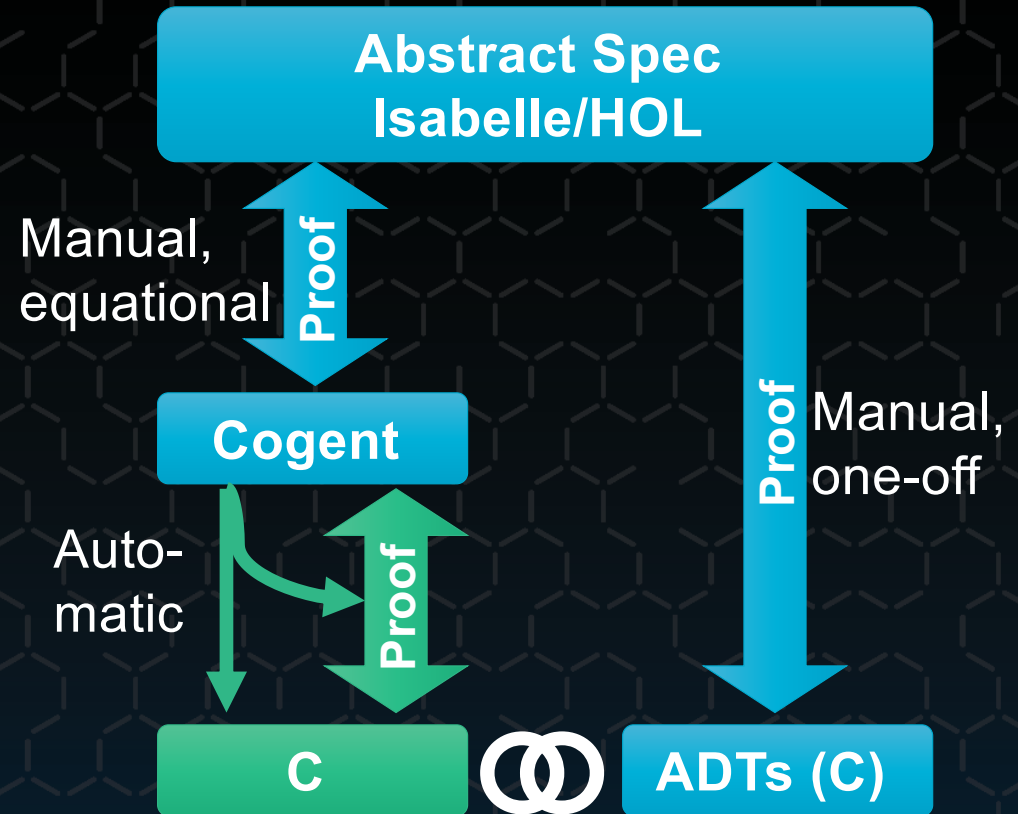 Abstract Spec
Isabelle/HOL
Manual,
equational
Proof
Proof
Manual,
one-off
Cogent
Auto-
matic
Proof
C
ADTs (C)